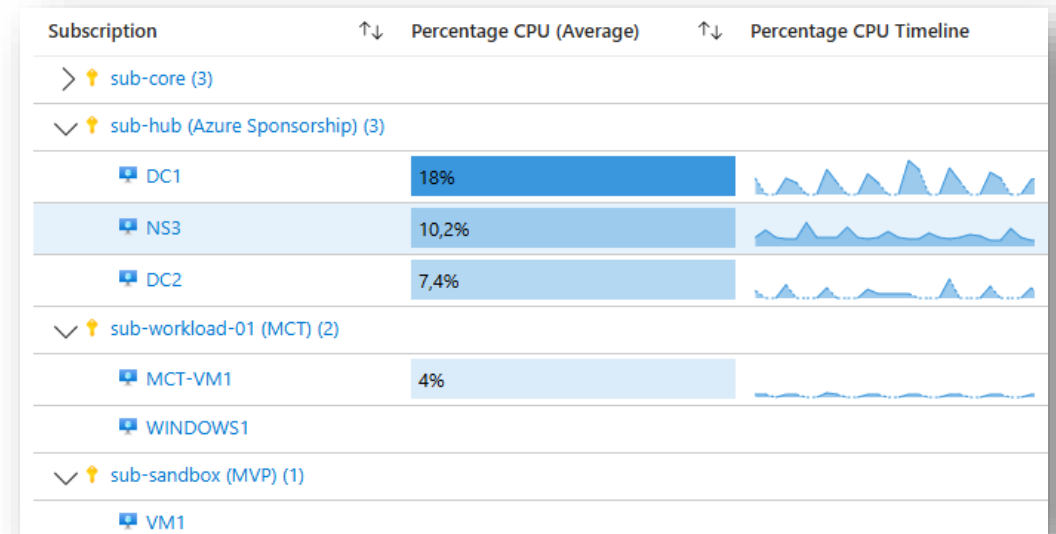 Subscription ↑↓ Percentage CPU (Average) ↑↓ Percentage CPU Timeline
sub-core (3)
sub-hub (Azure Sponsorship) (3)
DC1 18%
NS3 10,2%
DC2 7,4%
sub-workload-01 (MCT) (2)
MCT-VM1 4%
WINDOWS1
sub-sandbox (MVP) (1)
VM1